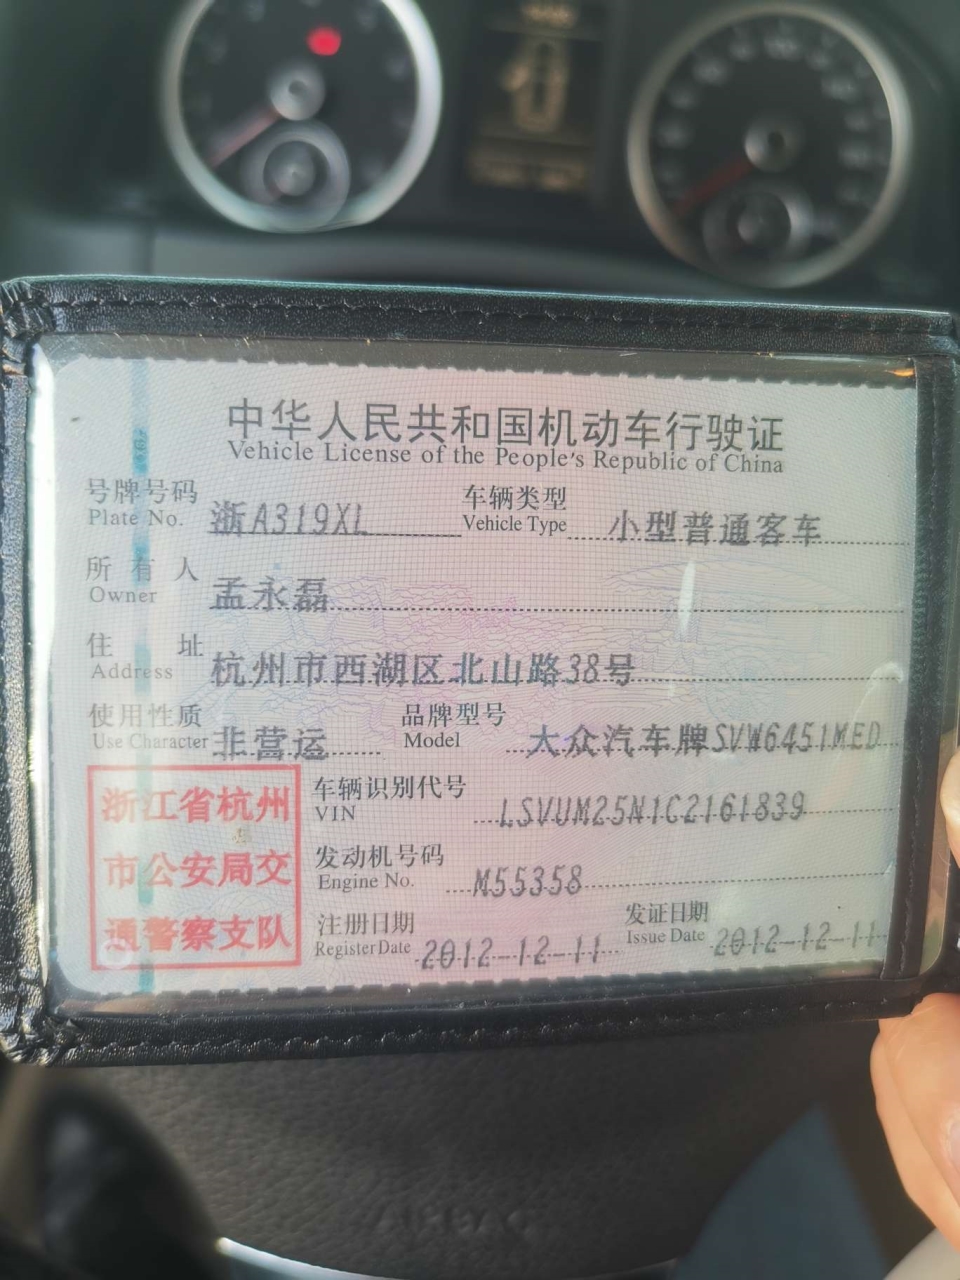 中华人民共和国机动车行驶证
Vehicle License of the People's Republic of China
号牌号码 浙A319XL 车辆类型 小型普通客车
Plate No. Vehicle Type
所有人 孟永磊
Owner
住址 杭州市西湖区北山路38号
Address
使用性质 非营运 品牌型号 大众汽车牌SVW6451MED
Use Character Model
浙江省杭州
市公安局交
通警察支队
车辆识别代号 LSVUM25N1C2161839
VIN
发动机号码 M55358
Engine No.
注册日期 2012-12-11 发证日期 2012-12-11
Register Date Issue Date
AIRBAG